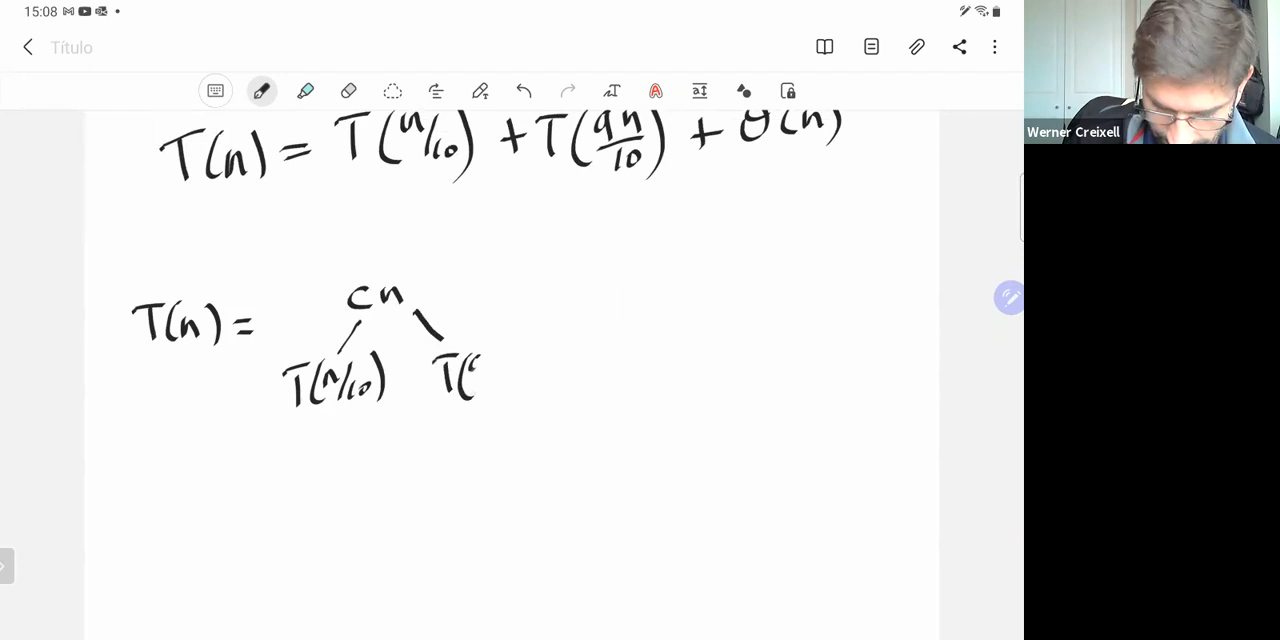 15:08
Título
T(n) = T(n/10) + T(9n/10) + θ(n)
Werner Creixell
cn
T(n) =
T(n/10) T(